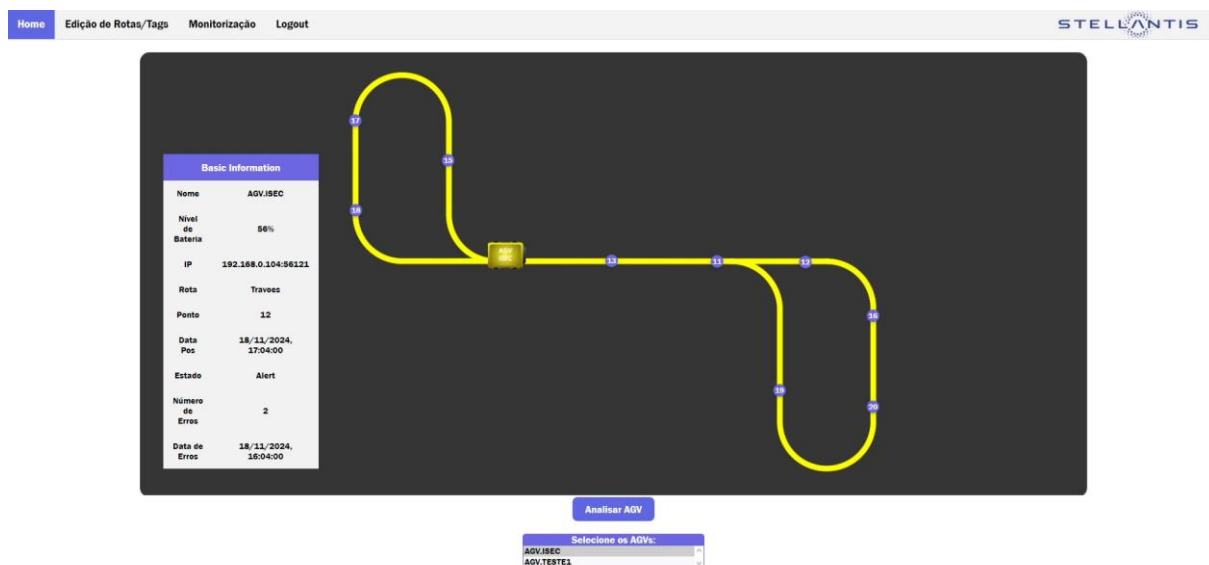 Home Edição de Rotas/Tags Monitorização Logout
STELLANTIS
17
15
18
Basic Information
Nome AGV.ISEC
Nível de Bateria 56%
IP 192.168.0.104:56121
Rota Travoes
Ponto 12
Data Pos 18/11/2024, 17:04:00
Estado Alert
Número de Erros 2
Data de Erros 18/11/2024, 16:04:00
AGV
ISEC
13
11
12
16
19
20
Analisar AGV
Selecione os AGVs:
AGV.ISEC
AGV.TESTE1